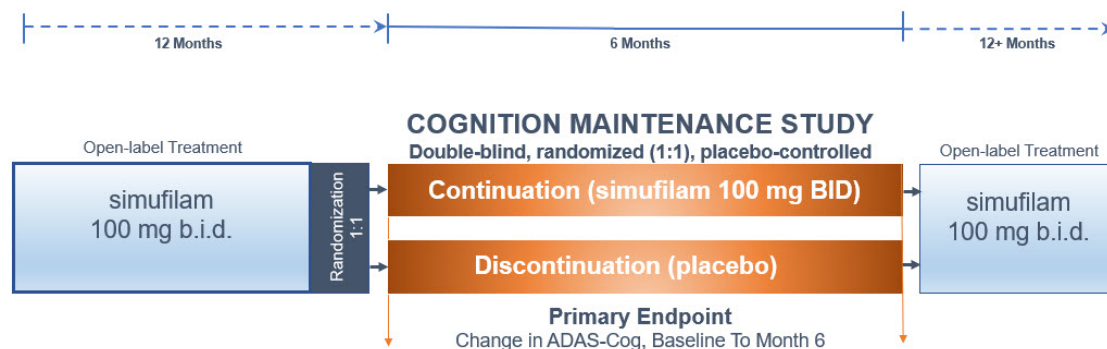 12 Months
6 Months
12+ Months
COGNITION MAINTENANCE STUDY
Double-blind, randomized (1:1), placebo-controlled
Open-label Treatment
simufilam
100 mg b.i.d.
Randomization
1:1
Continuation (simufilam 100 mg BID)
Discontinuation (placebo)
Open-label Treatment
simufilam
100 mg b.i.d.
Primary Endpoint
Change in ADAS-Cog, Baseline To Month 6